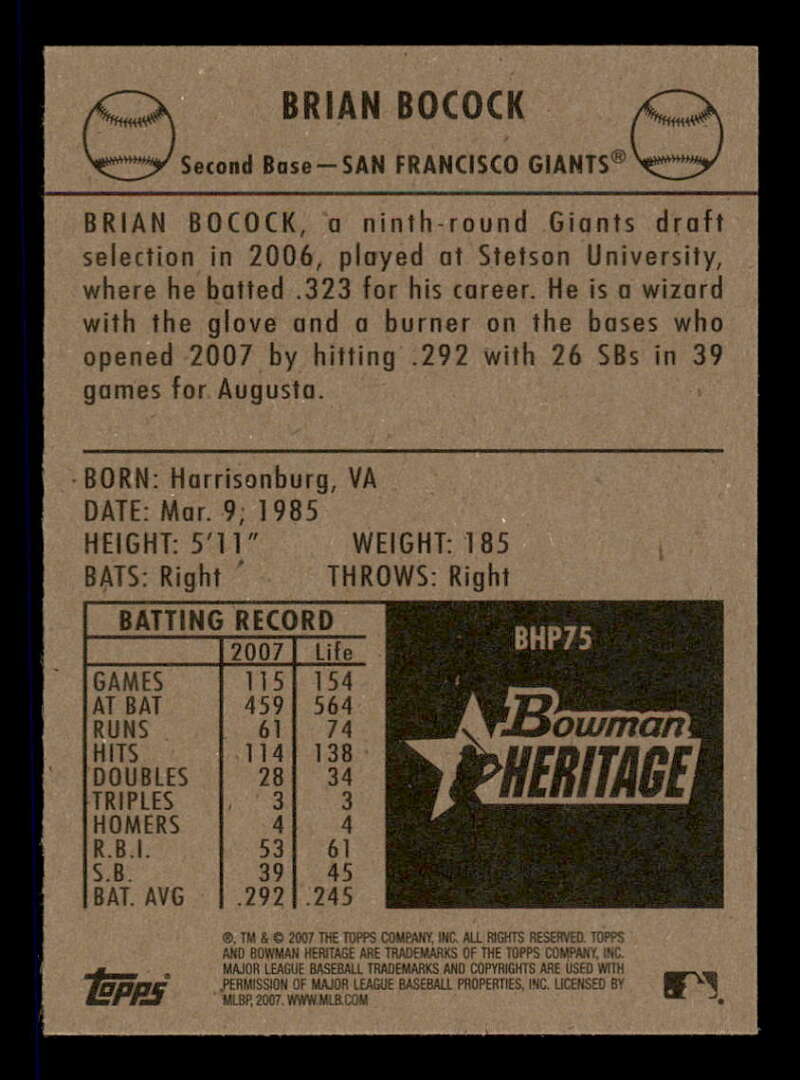 BRIAN BOCOCK
Second Base—SAN FRANCISCO GIANTS®
BRIAN BOCOCK, a ninth-round Giants draft
selection in 2006, played at Stetson University,
where he batted .323 for his career. He is a wizard
with the glove and a burner on the bases who
opened 2007 by hitting .292 with 26 SBs in 39
games for Augusta.
BORN: Harrisonburg, VA
DATE: Mar. 9, 1985
HEIGHT: 5'11" WEIGHT: 185
BATS: Right THROWS: Right
BATTING RECORD
2007 Life
GAMES 115 154
AT BAT 459 564
RUNS 61 74
HITS 114 138
DOUBLES 28 34
TRIPLES 3 3
HOMERS 4 4
R.B.I. 53 61
S.B. 39 45
BAT. AVG .292 .245
BHP75
Bowman
HERITAGE
®, TM & © 2007 THE TOPPS COMPANY, INC. ALL RIGHTS RESERVED. TOPPS
AND BOWMAN HERITAGE ARE TRADEMARKS OF THE TOPPS COMPANY, INC.
MAJOR LEAGUE BASEBALL TRADEMARKS AND COPYRIGHTS ARE USED WITH
PERMISSION OF MAJOR LEAGUE BASEBALL PROPERTIES, INC. LICENSED BY
MLBP, 2007. WWW.MLB.COM
Topps®